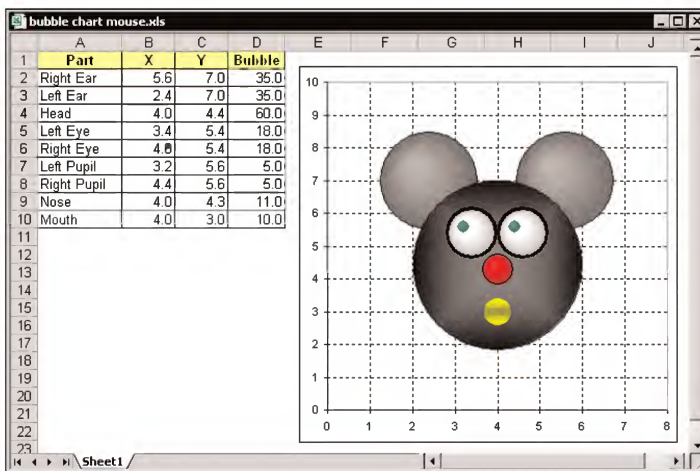 bubble chart mouse.xls
A B C D E F G H I J
1 Part X Y Bubble
2 Right Ear 5.6 7.0 35.0
3 Left Ear 2.4 7.0 35.0
4 Head 4.0 4.4 60.0
5 Left Eye 3.4 5.4 18.0
6 Right Eye 4.6 5.4 18.0
7 Left Pupil 3.2 5.6 5.0
8 Right Pupil 4.4 5.6 5.0
9 Nose 4.0 4.3 11.0
10 Mouth 4.0 3.0 10.0
11
12
13
14
15
16
17
18
19
20
21
22
23
10
9
8
7
6
5
4
3
2
1
0
0 1 2 3 4 5 6 7 8
Sheet1